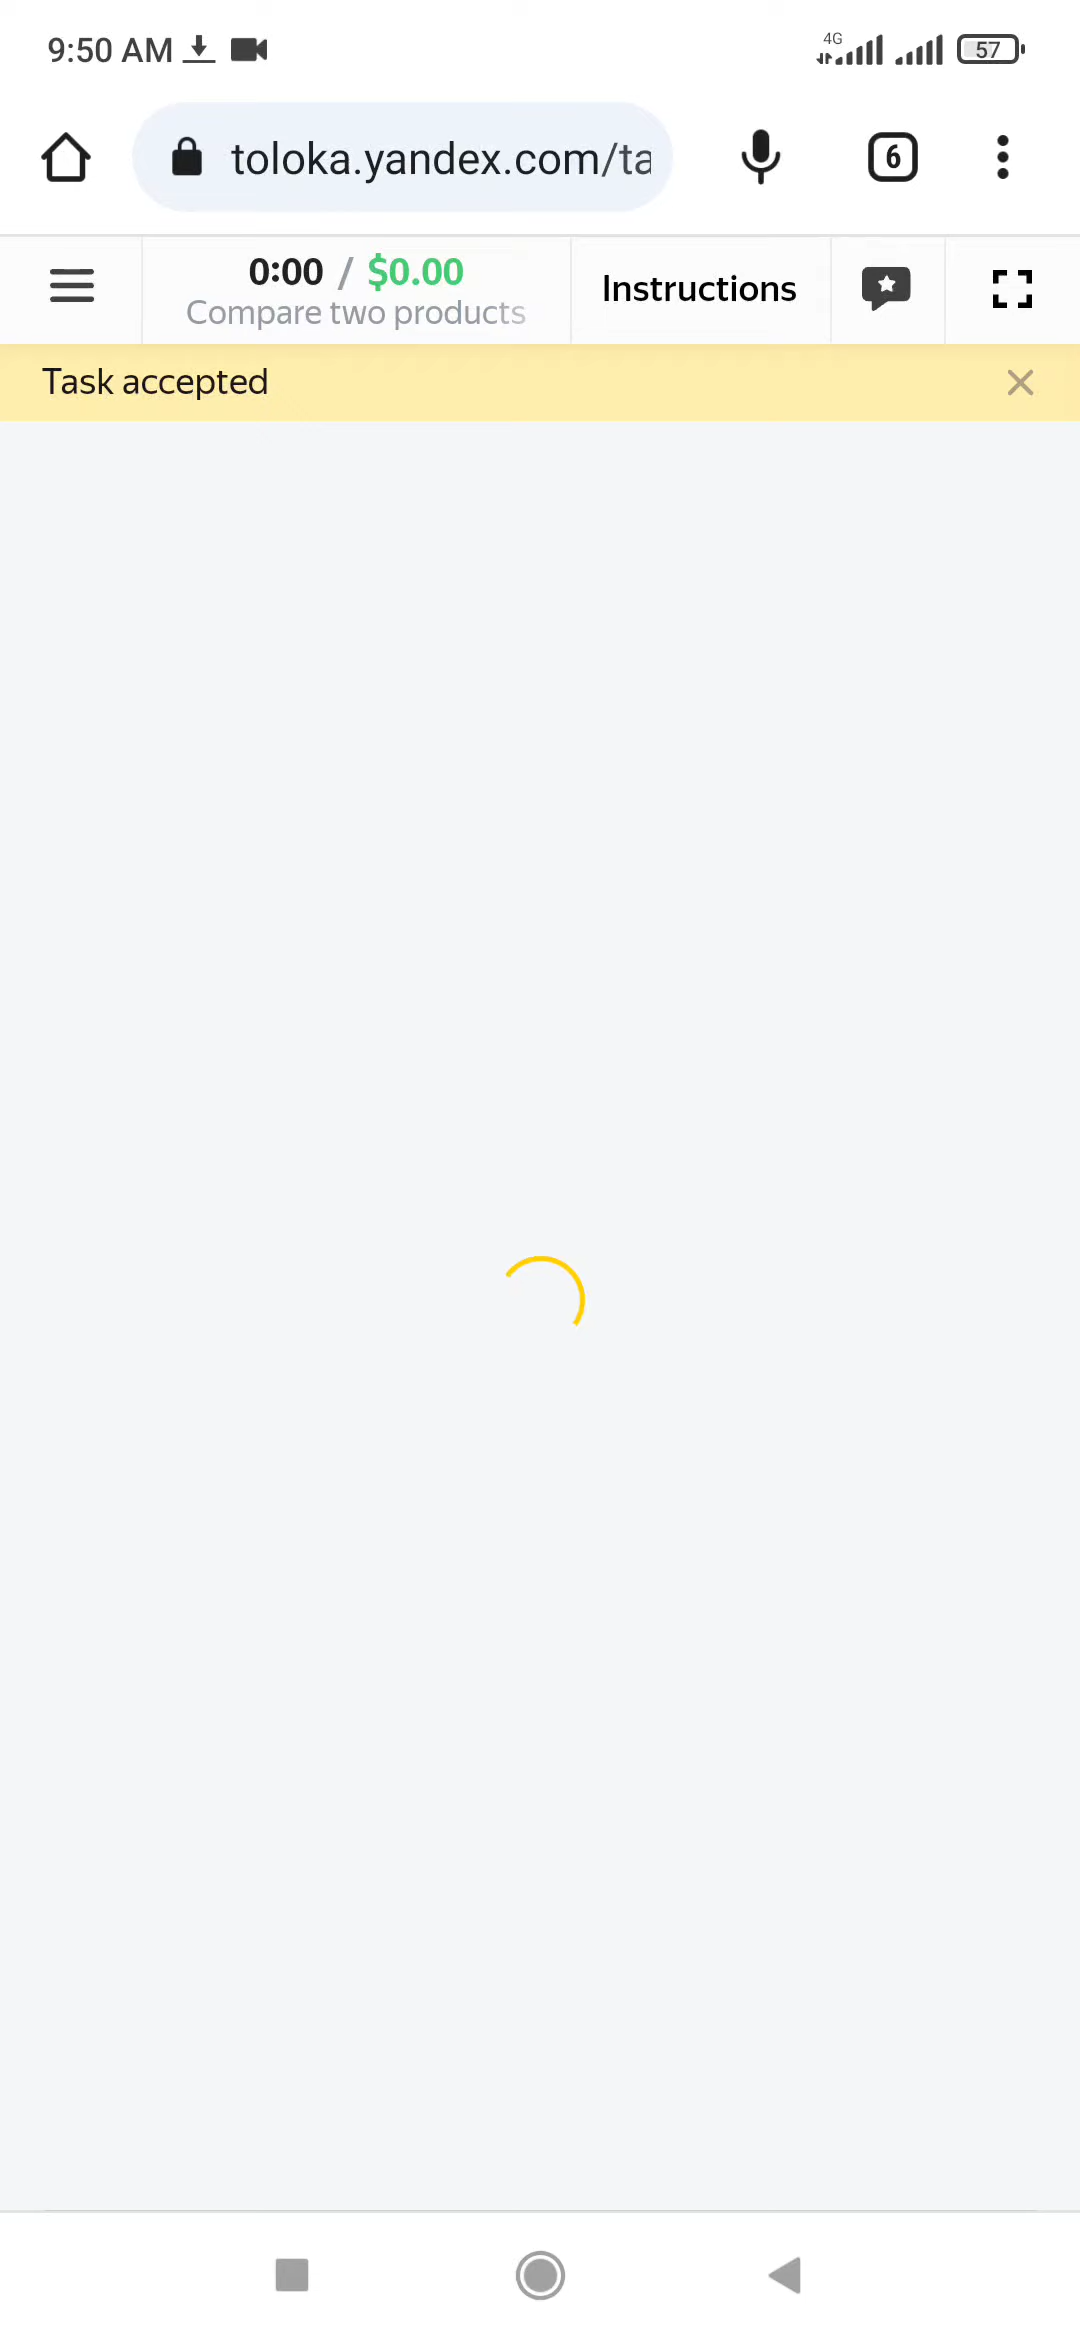 9:50 AM
4G
57
toloka.yandex.com/ta
6
0:00 / $0.00
Compare two products
Instructions
Task accepted